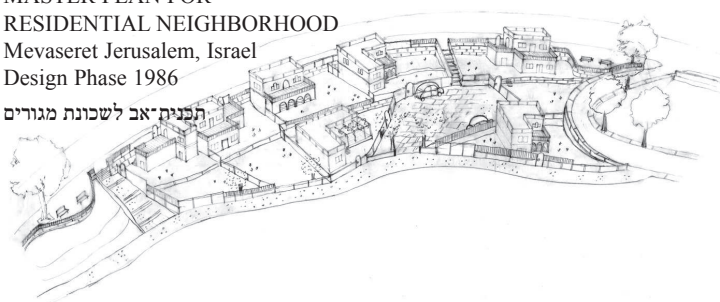 MASTER PLAN FOR
RESIDENTIAL NEIGHBORHOOD
Mevaseret Jerusalem, Israel
Design Phase 1986
תכנית־אב לשכונת מגורים